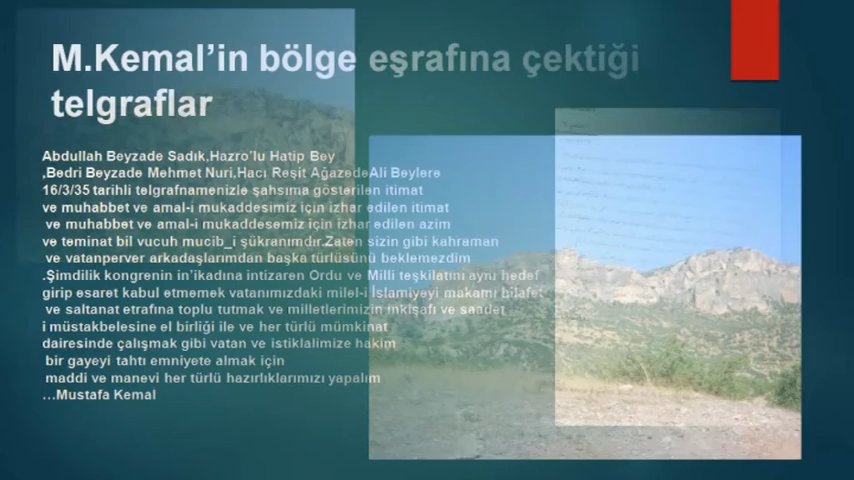 M.Kemal’in bölge eşrafına çektiği
telgraflar
Abdullah Beyzade Sadık,Hazro’lu Hatip Bey
,Bedri Beyzade Mehmet Nuri,Hacı Reşit AğazedeAli Beylere
16/3/35 tarihli telgrafnamenizle şahsıma gösterilen itimat
ve muhabbet ve amal-i mukaddesimiz için izhar edilen itimat
ve muhabbet ve amal-i mukaddesemiz için izhar edilen azim
ve teminat bil vucuh mucib_i şükranımdır.Zaten sizin gibi kahraman
ve vatanperver arkadaşlarımdan başka türlüsünü beklemezdim
.Şimdilik kongrenin in’ikadına intizaren Ordu ve Milli teşkilatını aynı hedef
girip esaret kabul etmemek vatanımızdaki milel-i İslamiyeyi makamı hilafet
ve saltanat etrafına toplu tutmak ve milletlerimizin inkişafı ve saadet
i müstakbelesine el birliği ile ve her türlü mümkinat
dairesinde çalışmak gibi vatan ve istiklalimize hakim
bir gayeyi tahtı emniyete almak için
maddi ve manevi her türlü hazırlıklarımızı yapalım
…Mustafa Kemal